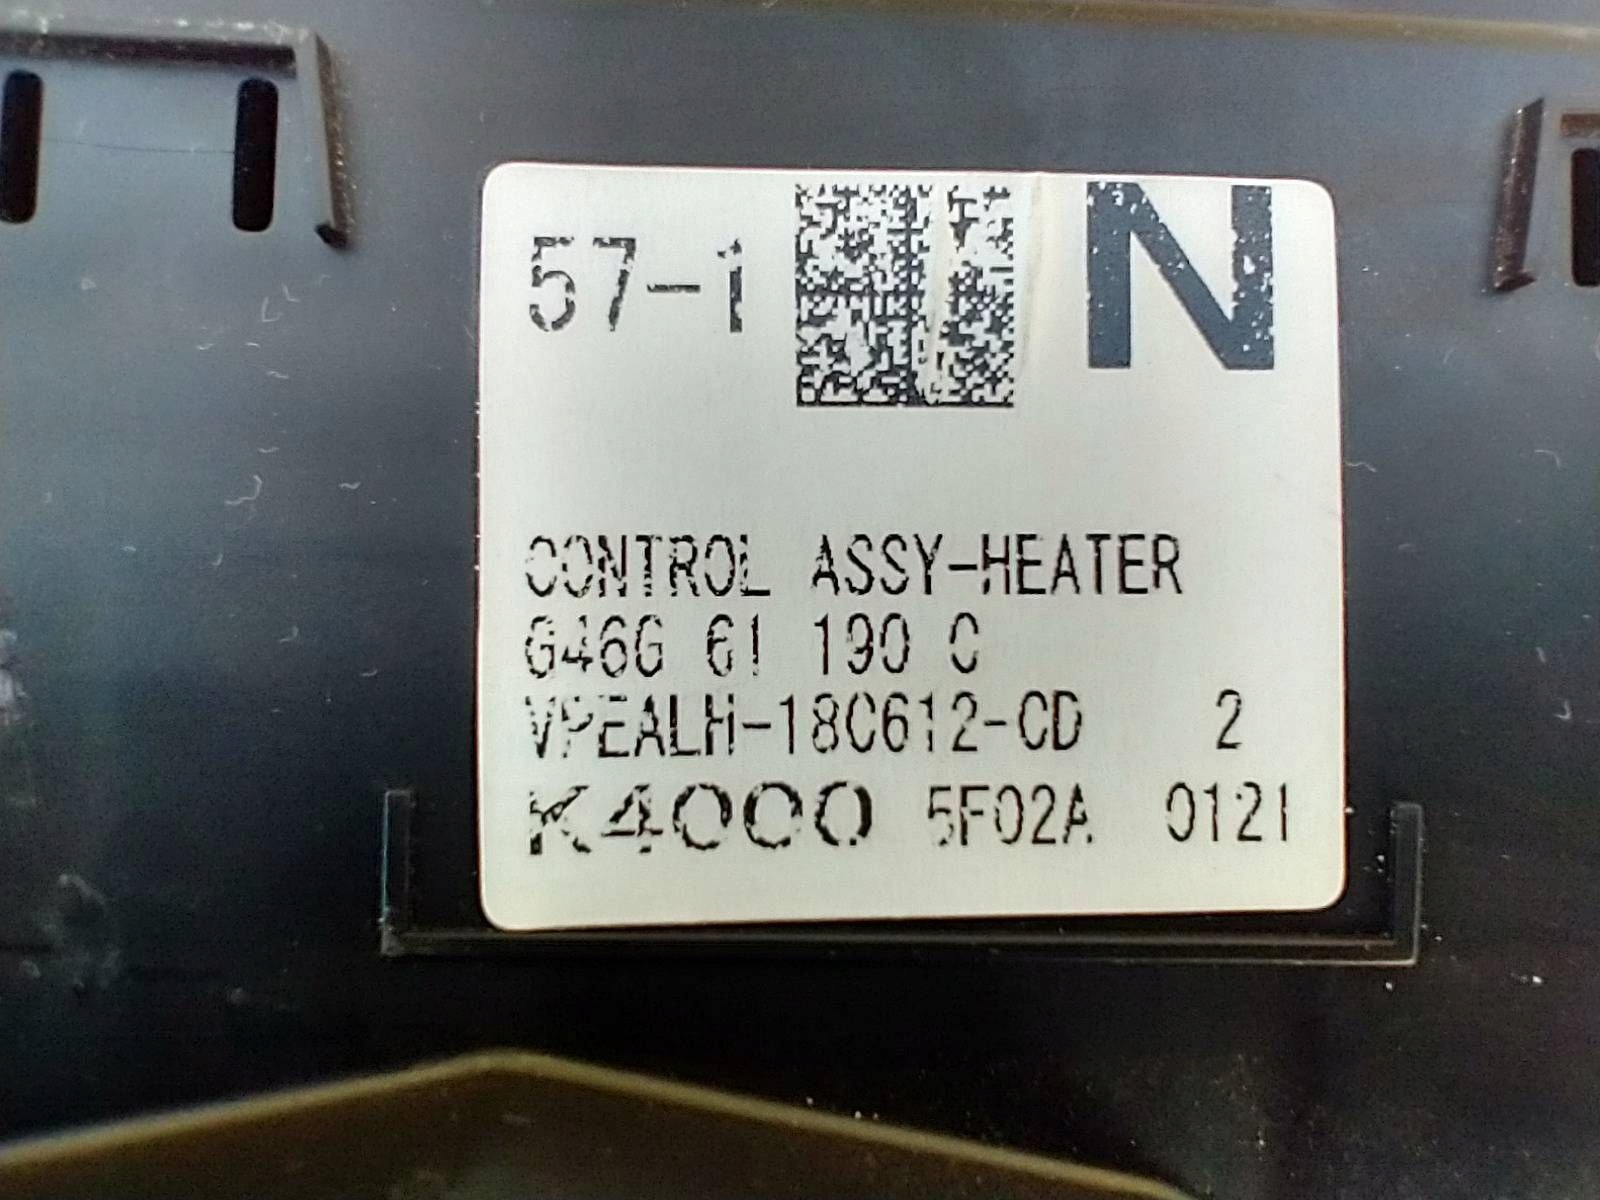 57-1 N
CONTROL ASSY-HEATER
G46G 61 190 C
VPEALH-18C612-CD 2
K4000 5F02A 0121